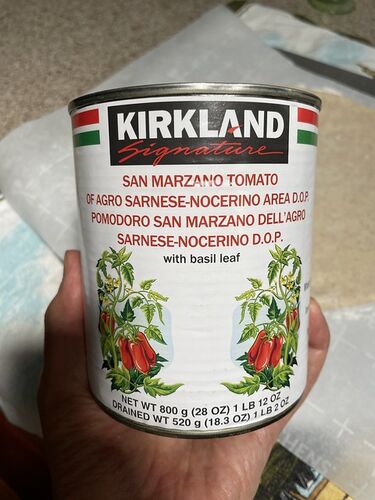 KIRKLAND
Signature
SAN MARZANO TOMATO
OF AGRO SARNESE-NOCERINO AREA D.O.P.
POMODORO SAN MARZANO DELL'AGRO
SARNESE-NOCERINO D.O.P.
with basil leaf
NET WT 800 g (28 OZ) 1 LB 12 OZ
DRAINED WT 520 g (18.3 OZ) 1 LB 2 OZ